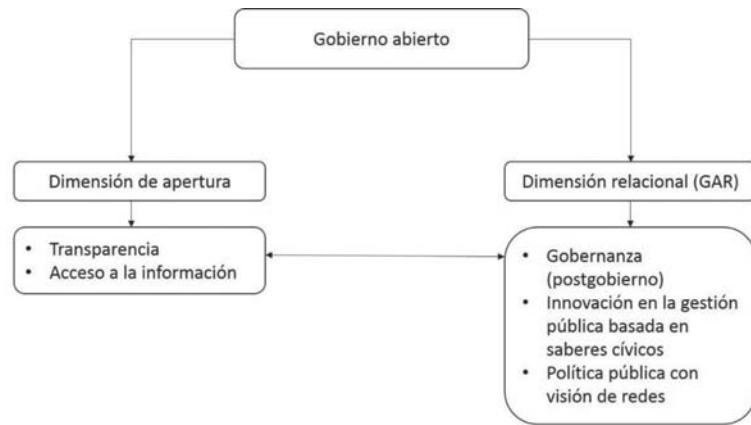 Gobierno abierto
Dimensión de apertura
• Transparencia
• Acceso a la información
Dimensión relacional (GAR)
• Gobernanza
(postgobierno)
• Innovación en la gestión
pública basada en
saberes cívicos
• Política pública con
visión de redes